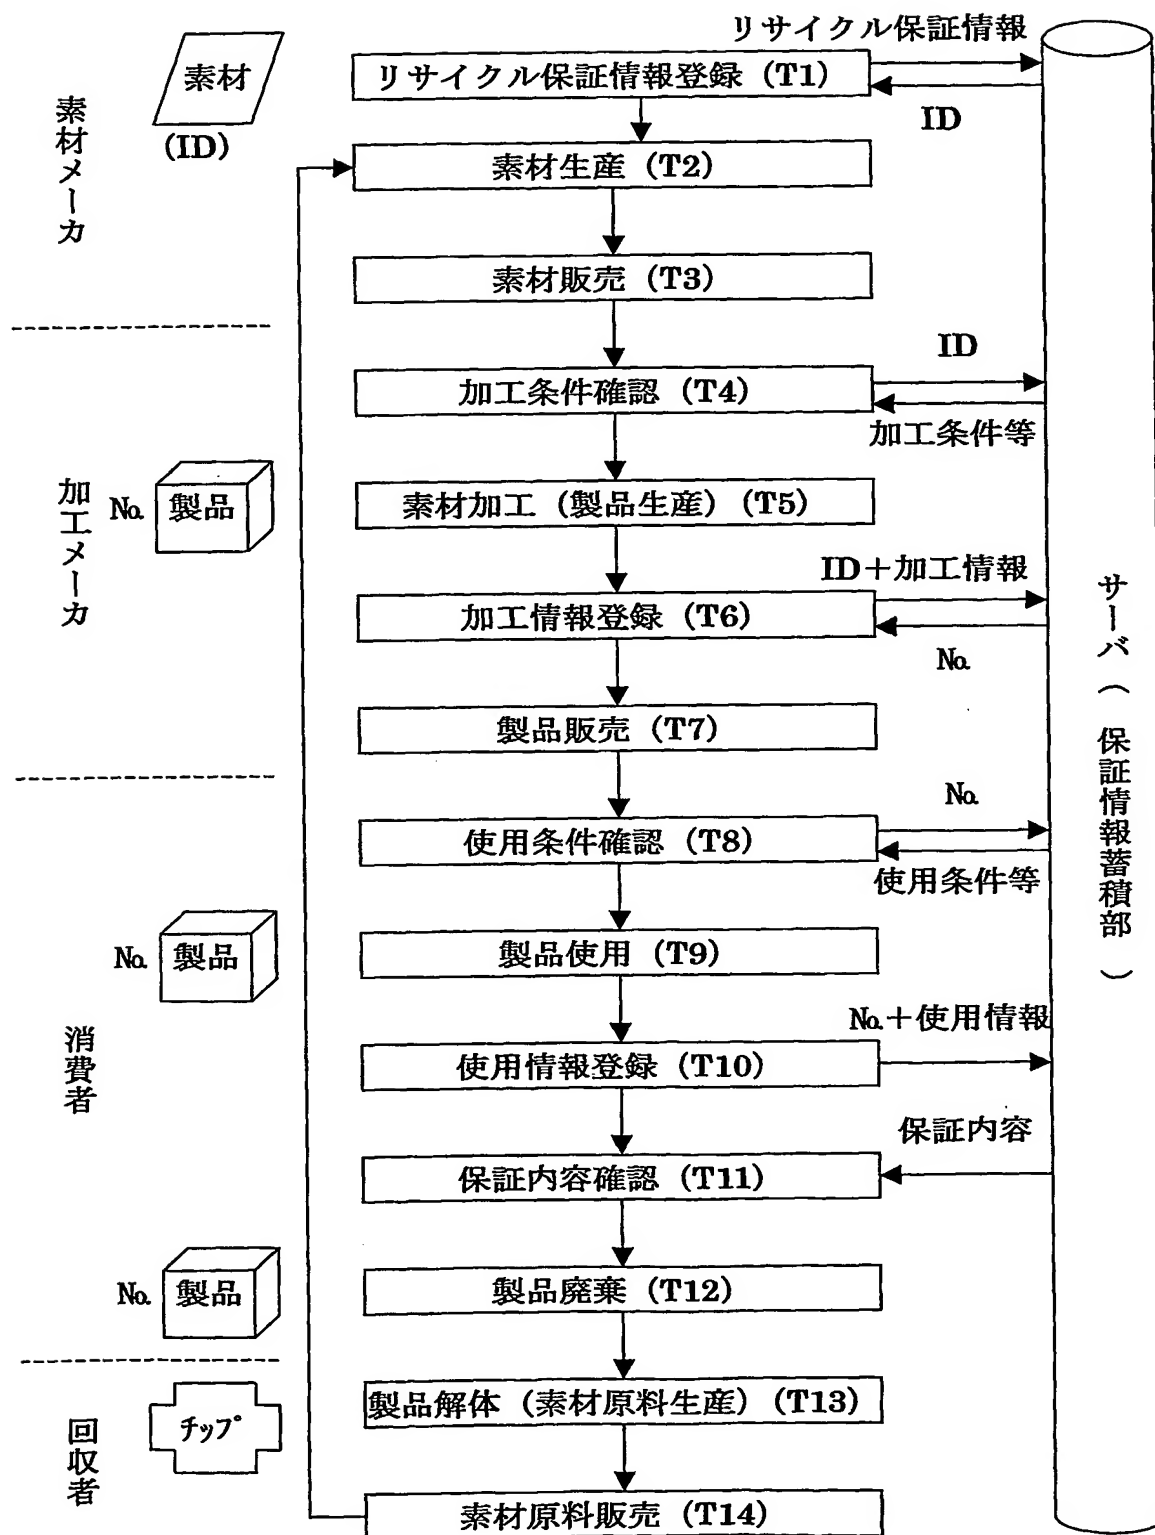 リサイクル保証情報
素材
(ID)
リサイクル保証情報登録 (T1)
ID
素材メーカ
素材生産 (T2)
素材販売 (T3)
ID
加工条件確認 (T4)
加工条件等
加工メーカ
No.
製品
素材加工 (製品生産) (T5)
ID+加工情報
加工情報登録 (T6)
No.
製品販売 (T7)
サーバ(保証情報蓄積部)
No.
使用条件確認 (T8)
使用条件等
No.
製品
製品使用 (T9)
No.+使用情報
消費者
使用情報登録 (T10)
保証内容
保証内容確認 (T11)
No.
製品
製品廃棄 (T12)
回収者
チップ
製品解体 (素材原料生産) (T13)
素材原料販売 (T14)